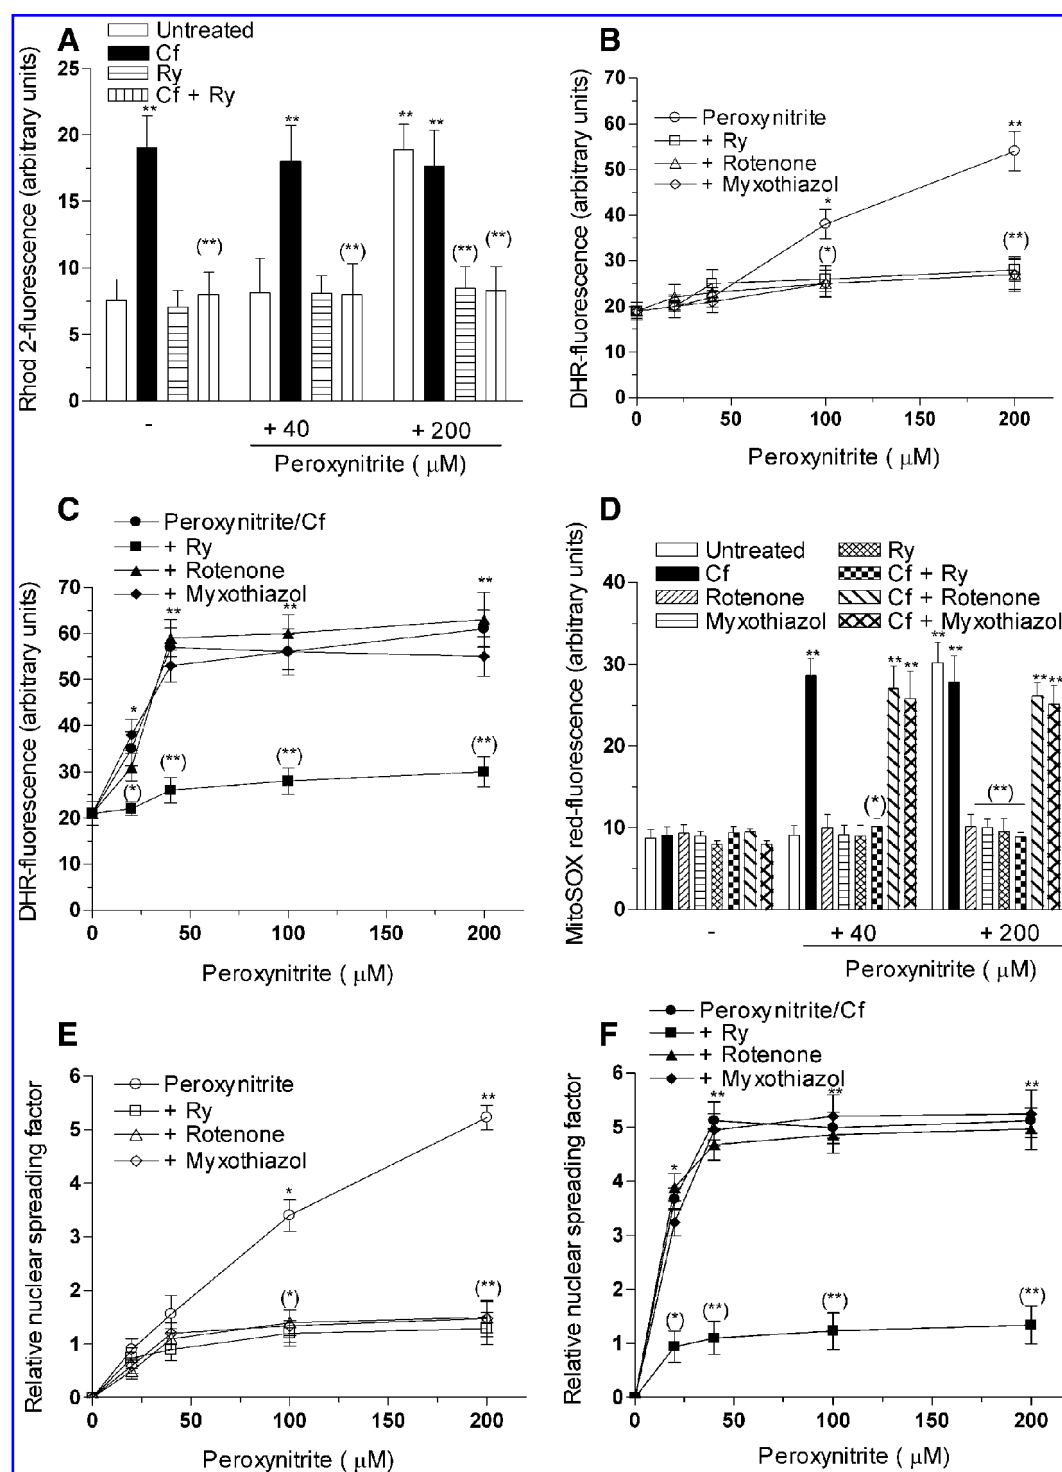 A
Untreated
Cf
Ry
Cf + Ry
Rhod 2-fluorescence (arbitrary units)
25
20
15
10
5
0
**
**
**
**
(**)
(**)
(**)
(**)
-
+ 40
+ 200
Peroxynitrite ( μM)
B
Peroxynitrite
+ Ry
+ Rotenone
+ Myxothiazol
DHR-fluorescence (arbitrary units)
70
60
50
40
30
20
10
0
*
**
(*)
(**)
0 50 100 150 200
Peroxynitrite ( μM)
C
Peroxynitrite/Cf
+ Ry
+ Rotenone
+ Myxothiazol
DHR-fluorescence (arbitrary units)
70
60
50
40
30
20
10
0
*
**
**
**
(*)
(**)
(**)
(**)
0 50 100 150 200
Peroxynitrite ( μM)
D
Untreated
Cf
Rotenone
Myxothiazol
Ry
Cf + Ry
Cf + Rotenone
Cf + Myxothiazol
MitoSOX red-fluorescence (arbitrary units)
40
30
20
10
0
**
(*)
**
**
**
**
(**)
**
**
-
+ 40
+ 200
Peroxynitrite ( μM)
E
Peroxynitrite
+ Ry
+ Rotenone
+ Myxothiazol
Relative nuclear spreading factor
6
5
4
3
2
1
0
*
**
(*)
(**)
0 50 100 150 200
Peroxynitrite ( μM)
F
Peroxynitrite/Cf
+ Ry
+ Rotenone
+ Myxothiazol
Relative nuclear spreading factor
6
5
4
3
2
1
0
*
**
**
**
(*)
(**)
(**)
(**)
0 50 100 150 200
Peroxynitrite ( μM)